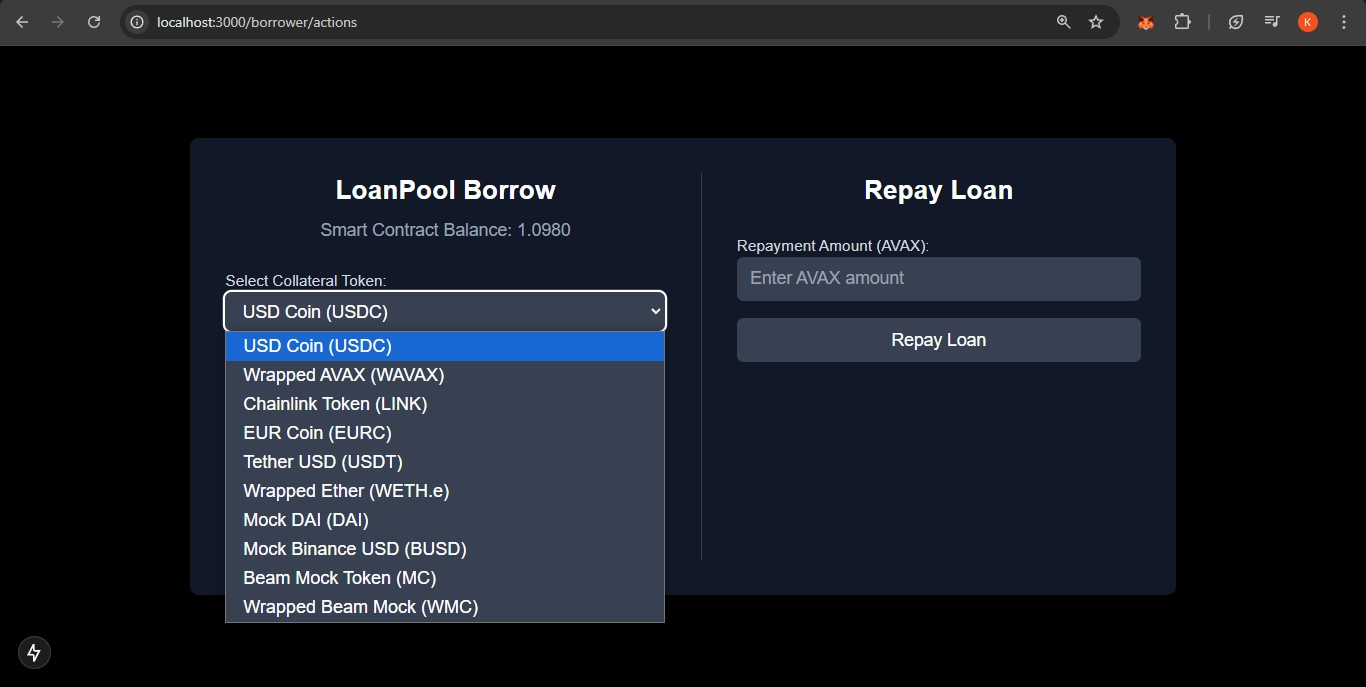 localhost:3000/borrower/actions
K
LoanPool Borrow
Smart Contract Balance: 1.0980
Select Collateral Token:
USD Coin (USDC)
USD Coin (USDC)
Wrapped AVAX (WAVAX)
Chainlink Token (LINK)
EUR Coin (EURC)
Tether USD (USDT)
Wrapped Ether (WETH.e)
Mock DAI (DAI)
Mock Binance USD (BUSD)
Beam Mock Token (MC)
Wrapped Beam Mock (WMC)
Repay Loan
Repayment Amount (AVAX):
Enter AVAX amount
Repay Loan